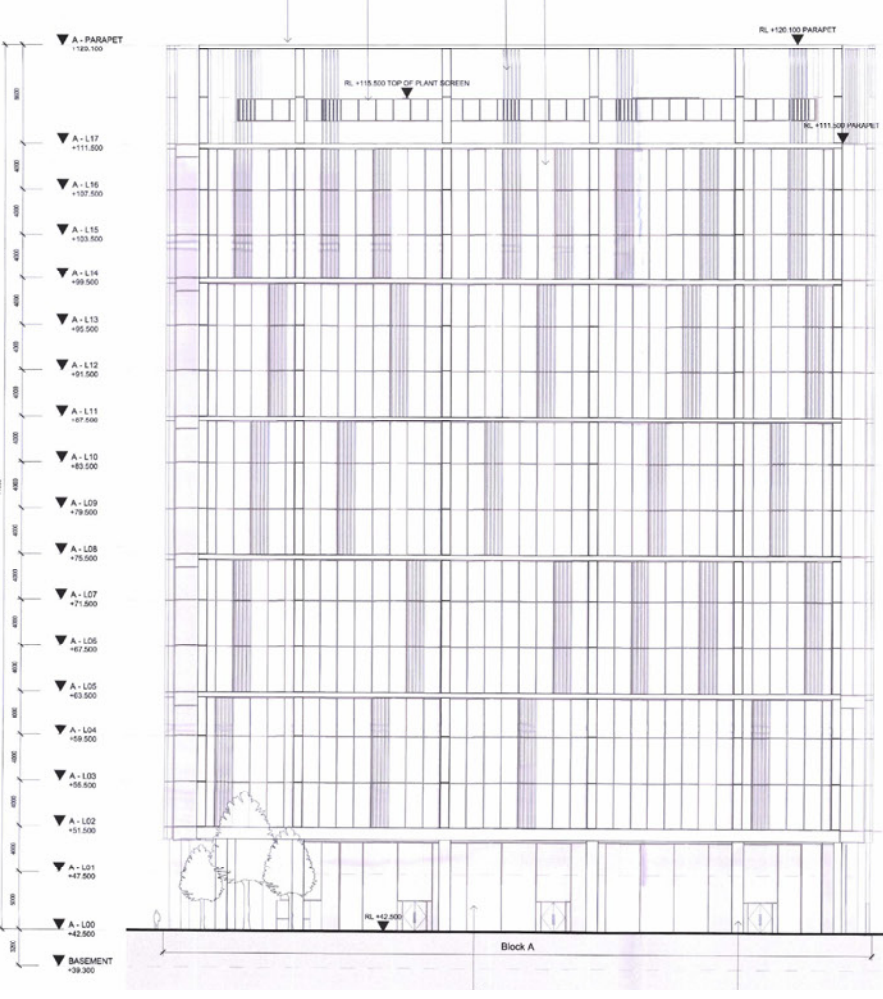 A - PARAPET
+120.100
RL +120.100 PARAPET
RL +115.500 TOP OF PLANT SCREEN
RL +111.500 PARAPET
A - L17
+111.500
A - L16
+107.500
A - L15
+103.500
A - L14
+99.500
A - L13
+95.500
A - L12
+91.500
A - L11
+87.500
A - L10
+83.500
A - L09
+79.500
A - L08
+75.500
A - L07
+71.500
A - L06
+67.500
A - L05
+63.500
A - L04
+59.500
A - L03
+55.500
A - L02
+51.500
A - L01
+47.500
A - L00
+42.500
RL +42.500
Block A
BASEMENT
+39.300